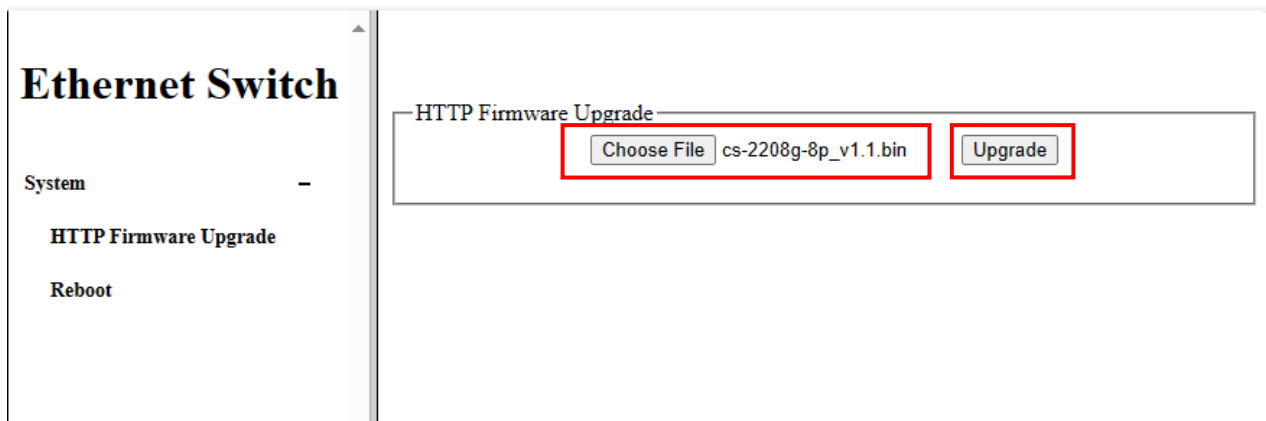 Ethernet Switch
System –
HTTP Firmware Upgrade
Reboot
HTTP Firmware Upgrade
Choose File cs-2208g-8p_v1.1.bin Upgrade